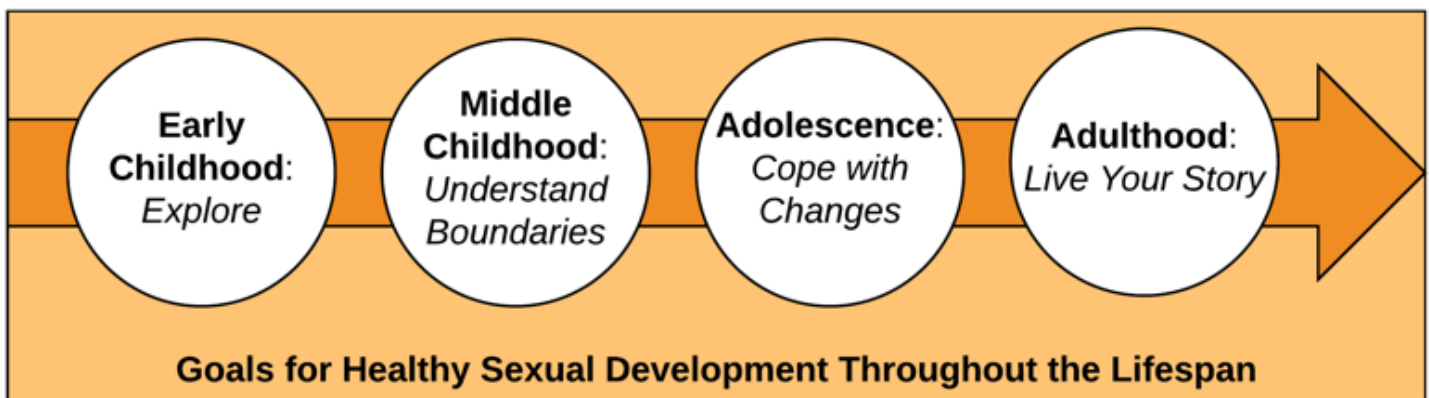 Early
Childhood:
Explore
Middle
Childhood:
Understand
Boundaries
Adolescence:
Cope with
Changes
Adulthood:
Live Your Story
Goals for Healthy Sexual Development Throughout the Lifespan